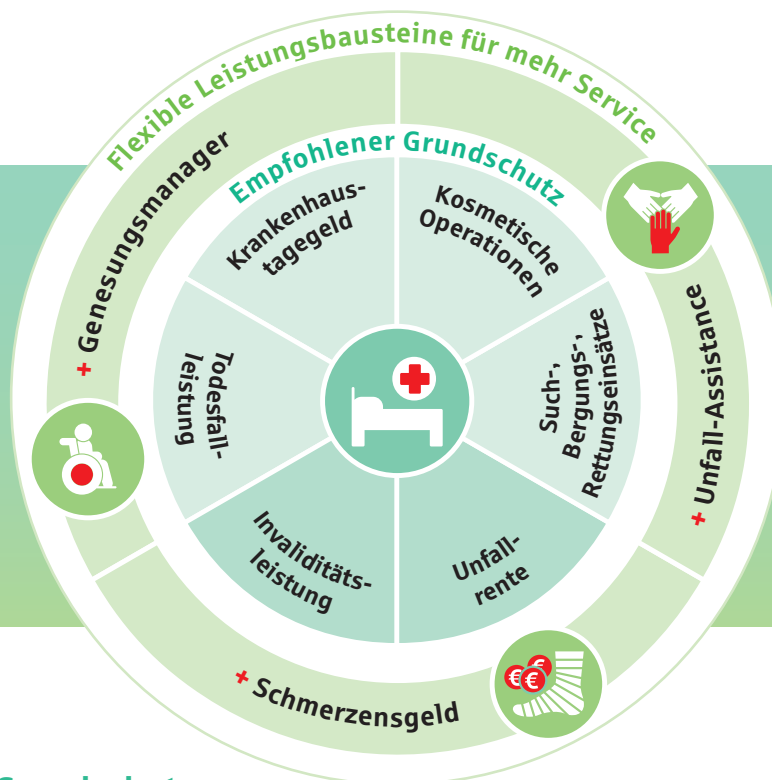 Flexible Leistungsbausteine für mehr Service
Empfohlener Grundschutz
Krankenhaus-
tagegeld
Kosmetische
Operationen
Such-,
Bergungs-,
Rettungseinsätze
Unfall-
rente
Invaliditäts-
leistung
Todesfall-
leistung
+ Genesungsmanager
+ Unfall-Assistance
+ Schmerzensgeld
€
€
€